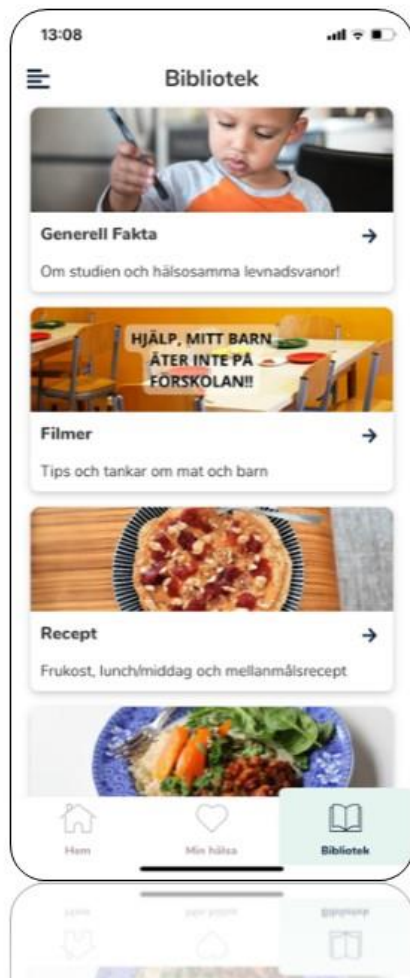 13:08
Bibliotek
Generell Fakta
Om studien och hälsosamma levnadsvanor!
HJÄLP, MITT BARN
ÄTER INTE PÅ
FÖRSKOLAN!!
Filmer
Tips och tankar om mat och barn
Recept
Frukost, lunch/middag och mellanmålsrecept
Hem
Min hälsa
Bibliotek